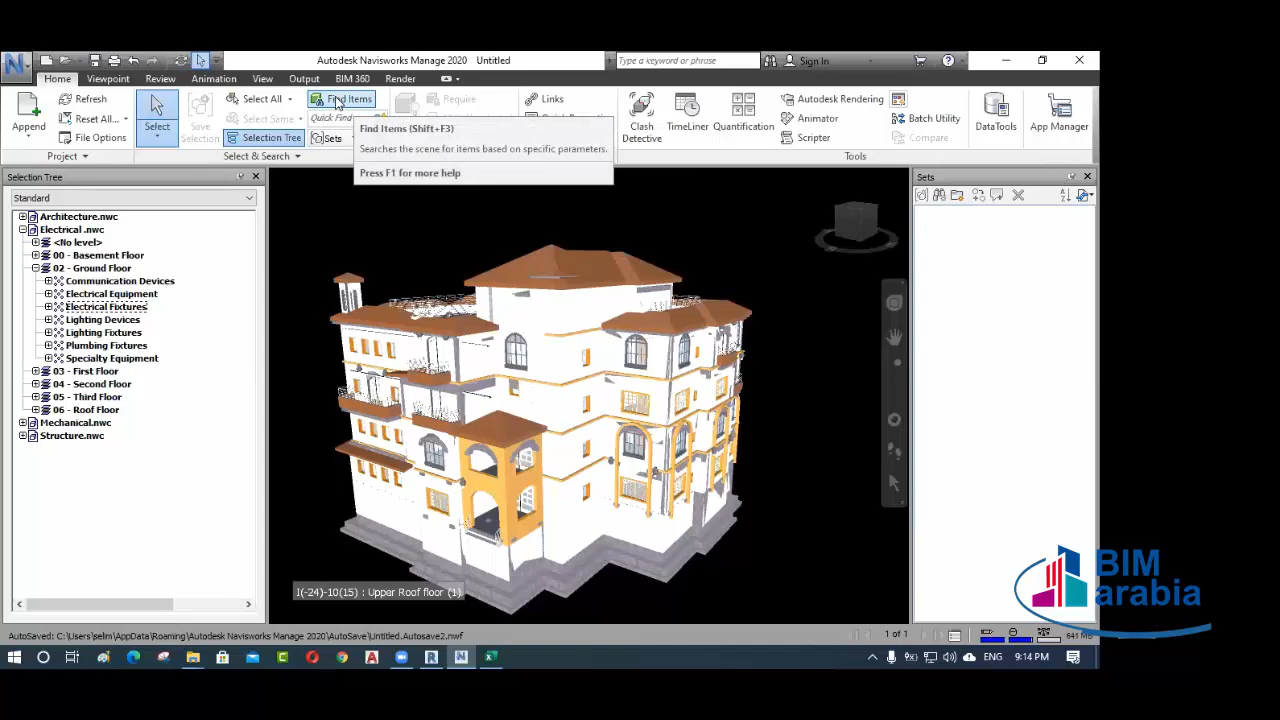 Autodesk Navisworks Manage 2020 Untitled
Type a keyword or phrase
Sign In
Home Viewpoint Review Animation View Output BIM 360 Render
Append
Refresh
Reset All...
File Options
Project
Select
Save Selection
Select All
Select Same
Selection Tree
Find Items
Quick Find
Sets
Select & Search
Require
Links
Find Items (Shift+F3)
Searches the scene for items based on specific parameters.
Press F1 for more help
Clash Detective
TimeLiner
Quantification
Autodesk Rendering
Animator
Scripter
Batch Utility
Compare
DataTools
App Manager
Tools
Selection Tree
Standard
Architecture.nwc
Electrical .nwc
<No level>
00 - Basement Floor
02 - Ground Floor
Communication Devices
Electrical Equipment
Electrical Fixtures
Lighting Devices
Lighting Fixtures
Plumbing Fixtures
Specialty Equipment
03 - First Floor
04 - Second Floor
05 - Third Floor
06 - Roof Floor
Mechanical.nwc
Structure.nwc
Sets
I(-24)-10(15) : Upper Roof floor (1)
BIM
arabia
AutoSaved: C:\Users\selim\AppData\Roaming\Autodesk Navisworks Manage 2020\AutoSave\Untitled.Autosave2.nwf
1 of 1
641 MB
ENG
9:14 PM